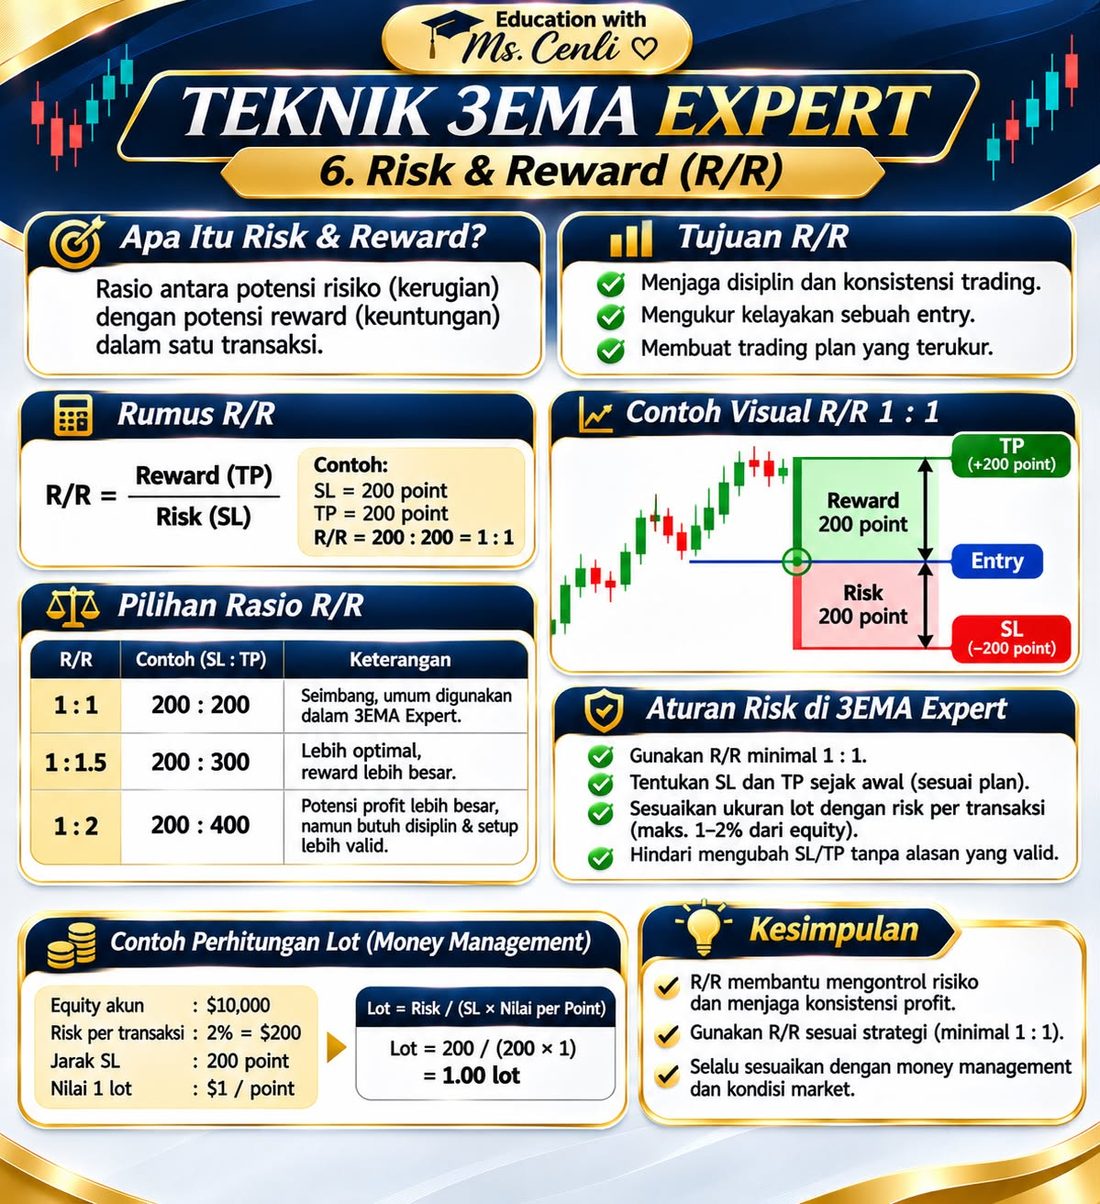 Education with
Ms. Cenli ♡
TEKNIK 3EMA EXPERT
6. Risk & Reward (R/R)
Apa Itu Risk & Reward?
Rasio antara potensi risiko (kerugian)
dengan potensi reward (keuntungan)
dalam satu transaksi.
Tujuan R/R
Menjaga disiplin dan konsistensi trading.
Mengukur kelayakan sebuah entry.
Membuat trading plan yang terukur.
Rumus R/R
R/R =
Reward (TP)
Risk (SL)
Contoh:
SL = 200 point
TP = 200 point
R/R = 200 : 200 = 1 : 1
Contoh Visual R/R 1 : 1
TP
(+200 point)
Reward
200 point
Entry
Risk
200 point
SL
(−200 point)
Pilihan Rasio R/R
R/R Contoh (SL : TP) Keterangan
1 : 1 200 : 200 Seimbang, umum digunakan
dalam 3EMA Expert.
1 : 1.5 200 : 300 Lebih optimal,
reward lebih besar.
1 : 2 200 : 400 Potensi profit lebih besar,
namun butuh disiplin & setup
lebih valid.
Aturan Risk di 3EMA Expert
Gunakan R/R minimal 1 : 1.
Tentukan SL dan TP sejak awal (sesuai plan).
Sesuaikan ukuran lot dengan risk per transaksi
(maks. 1–2% dari equity).
Hindari mengubah SL/TP tanpa alasan yang valid.
Contoh Perhitungan Lot (Money Management)
Equity akun : $10,000
Risk per transaksi : 2% = $200
Jarak SL : 200 point
Nilai 1 lot : $1 / point
Lot = Risk / (SL × Nilai per Point)
Lot = 200 / (200 × 1)
= 1.00 lot
Kesimpulan
R/R membantu mengontrol risiko
dan menjaga konsistensi profit.
Gunakan R/R sesuai strategi (minimal 1 : 1).
Selalu sesuaikan dengan money management
dan kondisi market.